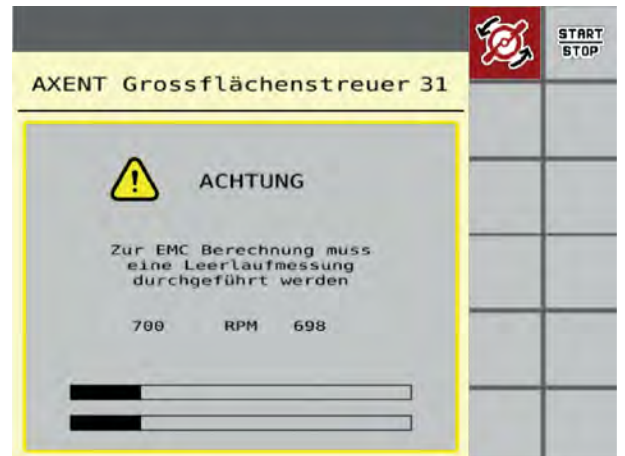 START
STOP
AXENT Grossflächenstreuer 31
ACHTUNG
Zur EMC Berechnung muss
eine Leerlaufmessung
durchgeführt werden
700 RPM 698